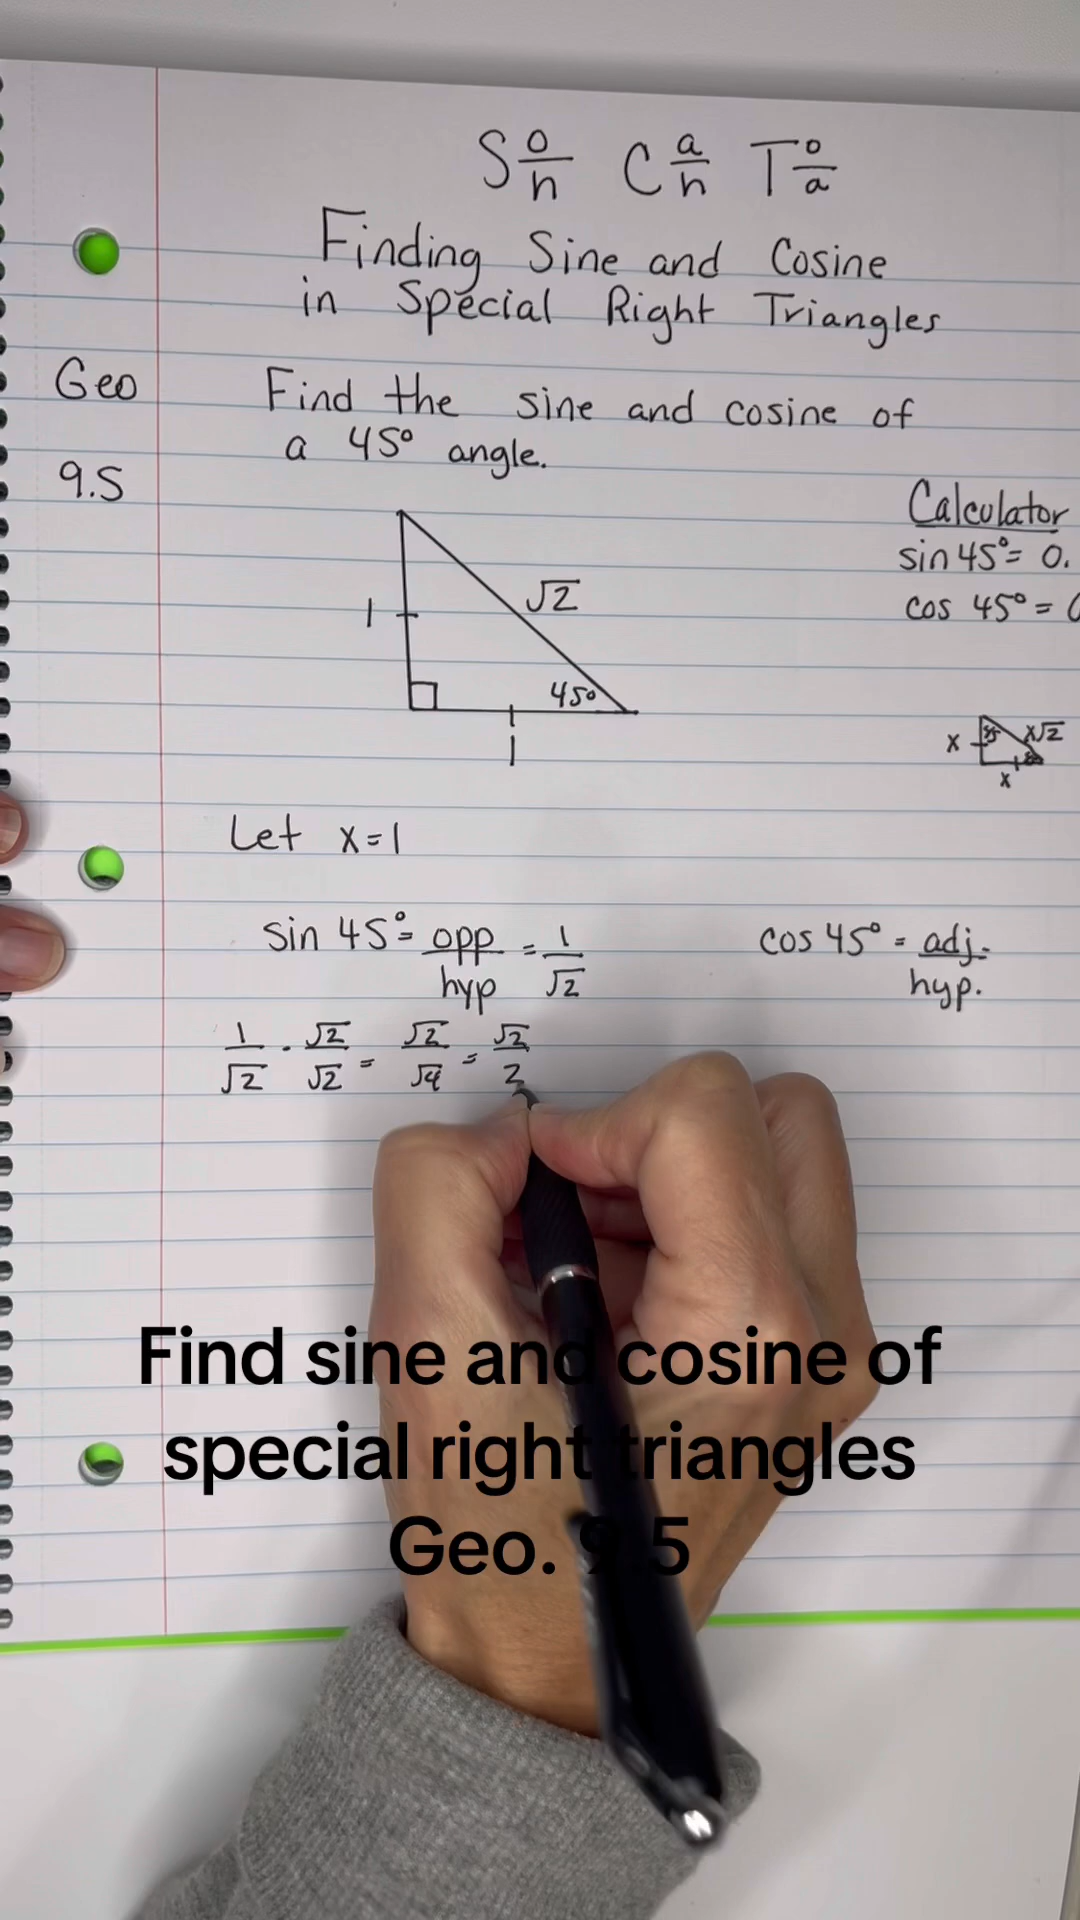 S o/h C a/h T o/a
Finding Sine and Cosine
in Special Right Triangles
Geo
Find the sine and cosine of
a 45° angle.
9.5
Calculator
sin 45° = 0.
cos 45° = 0
1
√2
45°
1
x
x√2
x
Let x=1
sin 45° = opp/hyp = 1/√2
cos 45° = adj./hyp.
1/√2 · √2/√2 = √2/√4 = √2/2
Find sine and cosine of
special right triangles
Geo. 9.5